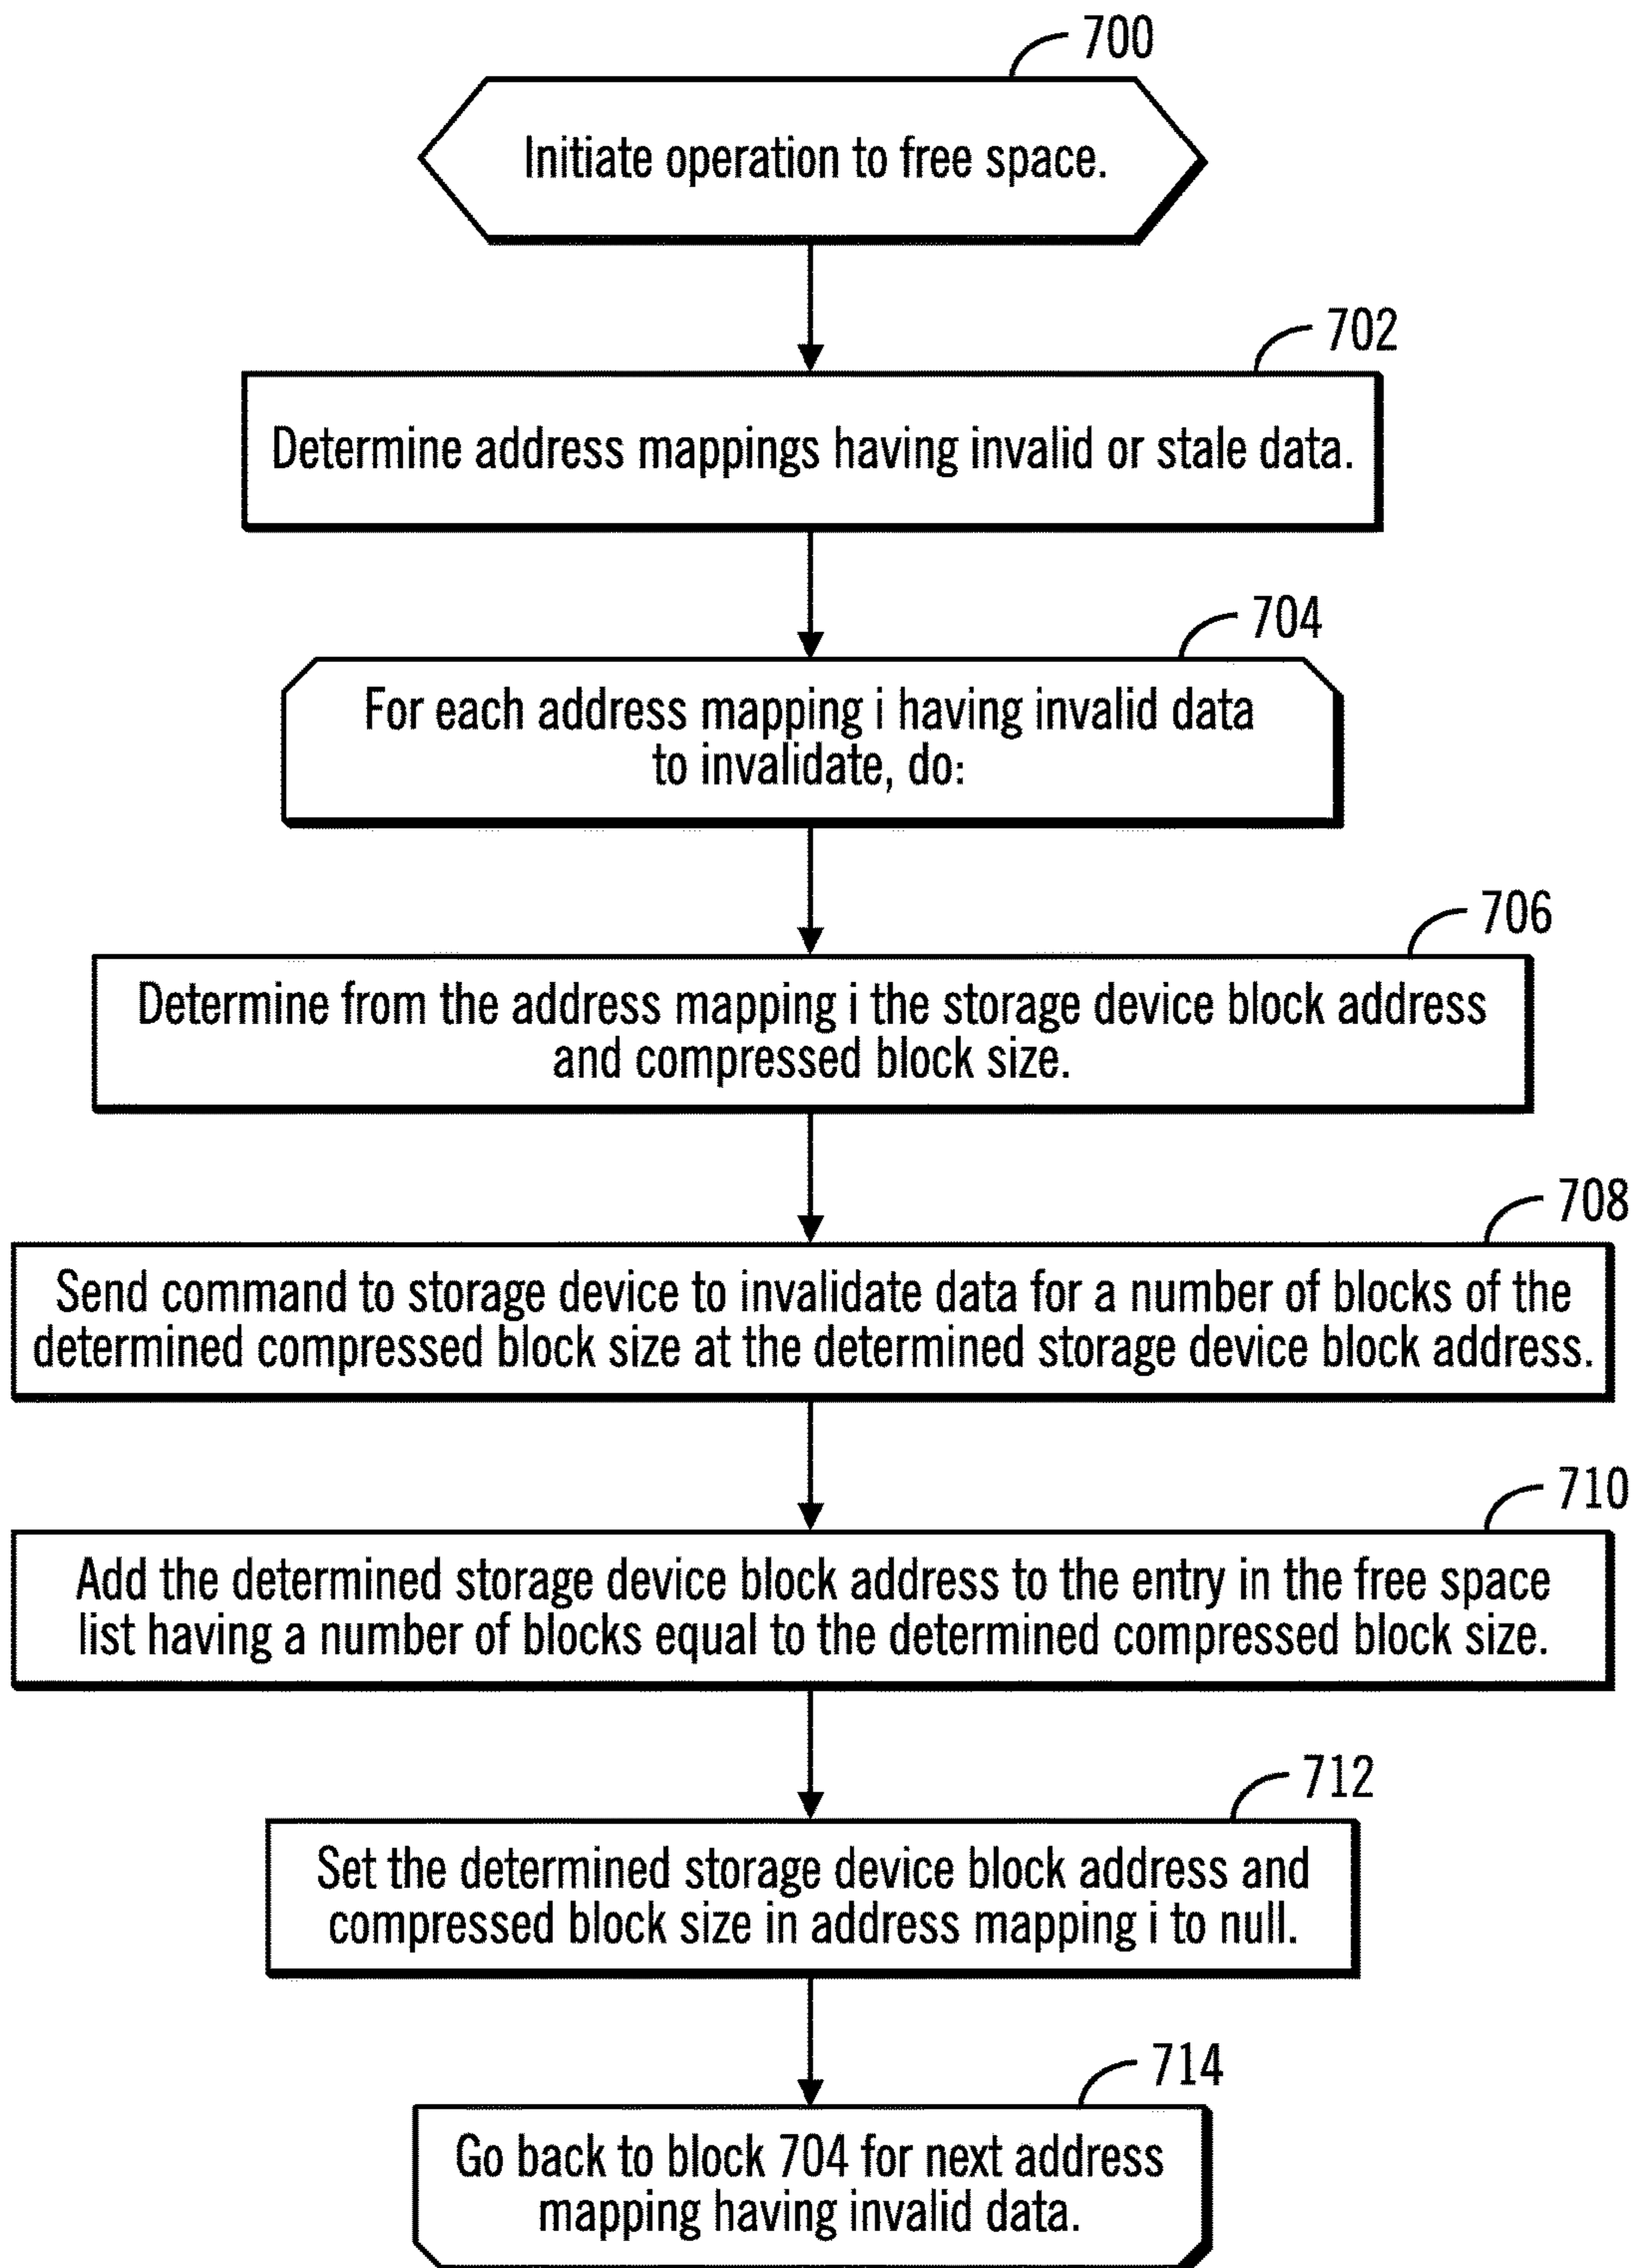 700
Initiate operation to free space.
702
Determine address mappings having invalid or stale data.
704
For each address mapping i having invalid data
to invalidate, do:
706
Determine from the address mapping i the storage device block address
and compressed block size.
708
Send command to storage device to invalidate data for a number of blocks of the
determined compressed block size at the determined storage device block address.
710
Add the determined storage device block address to the entry in the free space
list having a number of blocks equal to the determined compressed block size.
712
Set the determined storage device block address and
compressed block size in address mapping i to null.
714
Go back to block 704 for next address
mapping having invalid data.